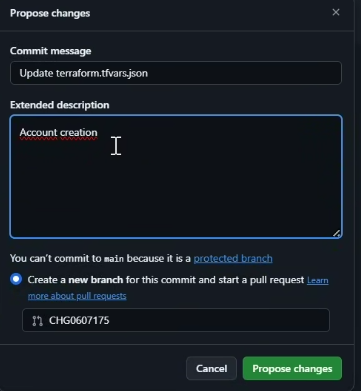 Propose changes
Commit message
Update terraform.tfvars.json
Extended description
Account creation
You can't commit to main because it is a protected branch
Create a new branch for this commit and start a pull request Learn
more about pull requests
CHG0607175
Cancel Propose changes